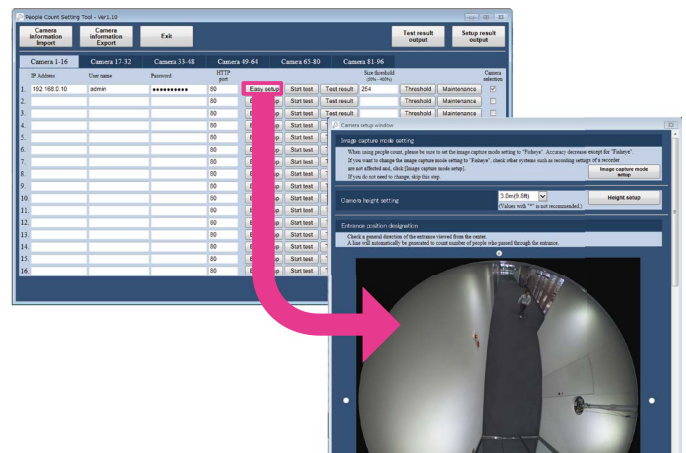 People Count Setting Tool - Ver1.10
Camera information Import
Camera information Export
Exit
Test result output
Setup result output
Camera 1-16
Camera 17-32
Camera 33-48
Camera 49-64
Camera 65-80
Camera 81-96
IP Address
User name
Password
HTTP port
Size threshold
(50% - 400%)
Camera selection
1. 192.168.0.10 admin •••••••••• 80 Easy setup Start test Test result 254 Threshold Maintenance
2. 80 Start test Test result Threshold Maintenance
3. 80 Start test
4. 80 Start test
5. 80 Start test
6. 80 Start test
7. 80 Start test
8. 80 Start test
9. 80 Start test
10. 80 Start test
11. 80 Start test
12. 80 Start test
13. 80 Start test
14. 80 Start test
15. 80 Start test
16. 80 Start test
Camera setup window
Image capture mode setting
When using people count, please be sure to set the image capture mode setting to "Fisheye". Accuracy decrease except for "Fisheye".
If you want to change the image capture mode setting to "Fisheye", check other systems such as recording settings of a recorder
are not affected and, click [Image capture mode setup].
If you do not need to change, skip this step.
Image capture mode setup
Camera height setting
3.0m(9.8ft)
(Values with "*" is not recommended.)
Height setup
Entrance position designation
Check a general direction of the entrance viewed from the center.
A line will automatically be generated to count number of people who passed through the entrance.